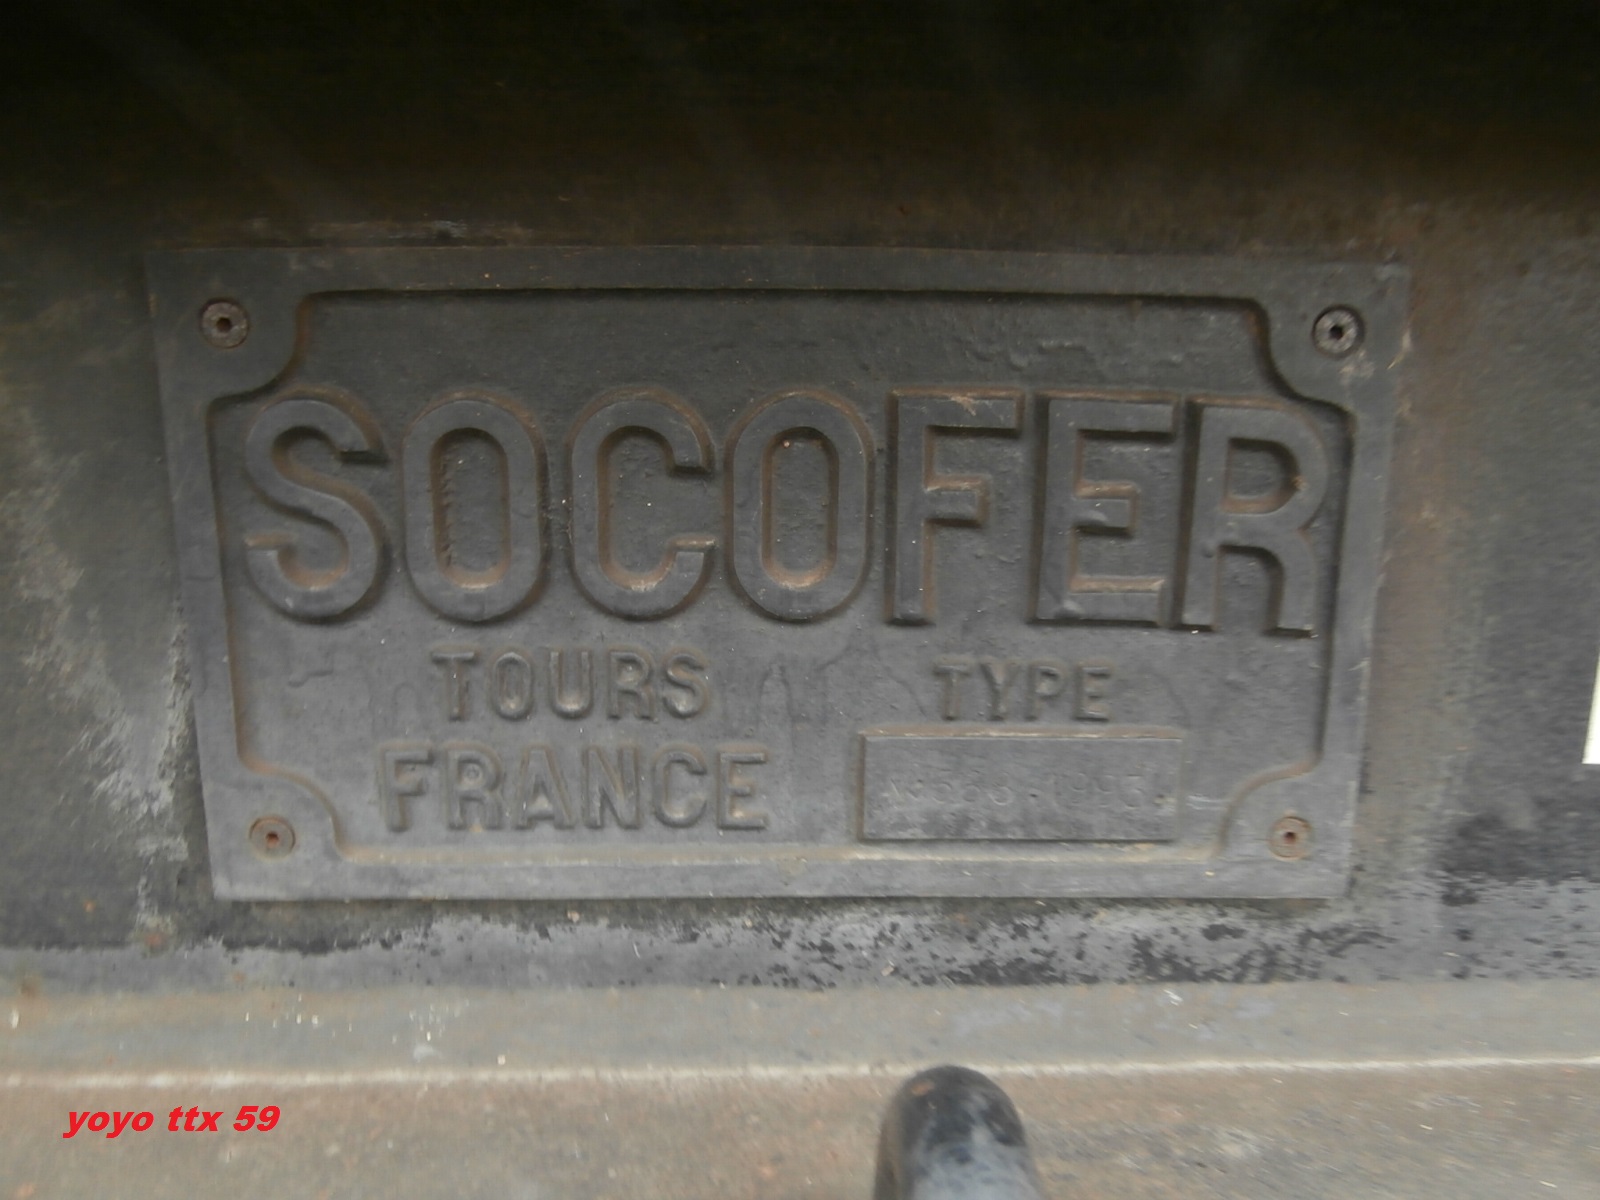 SOCOFER
TOURS
FRANCE
TYPE
yoyo ttx 59